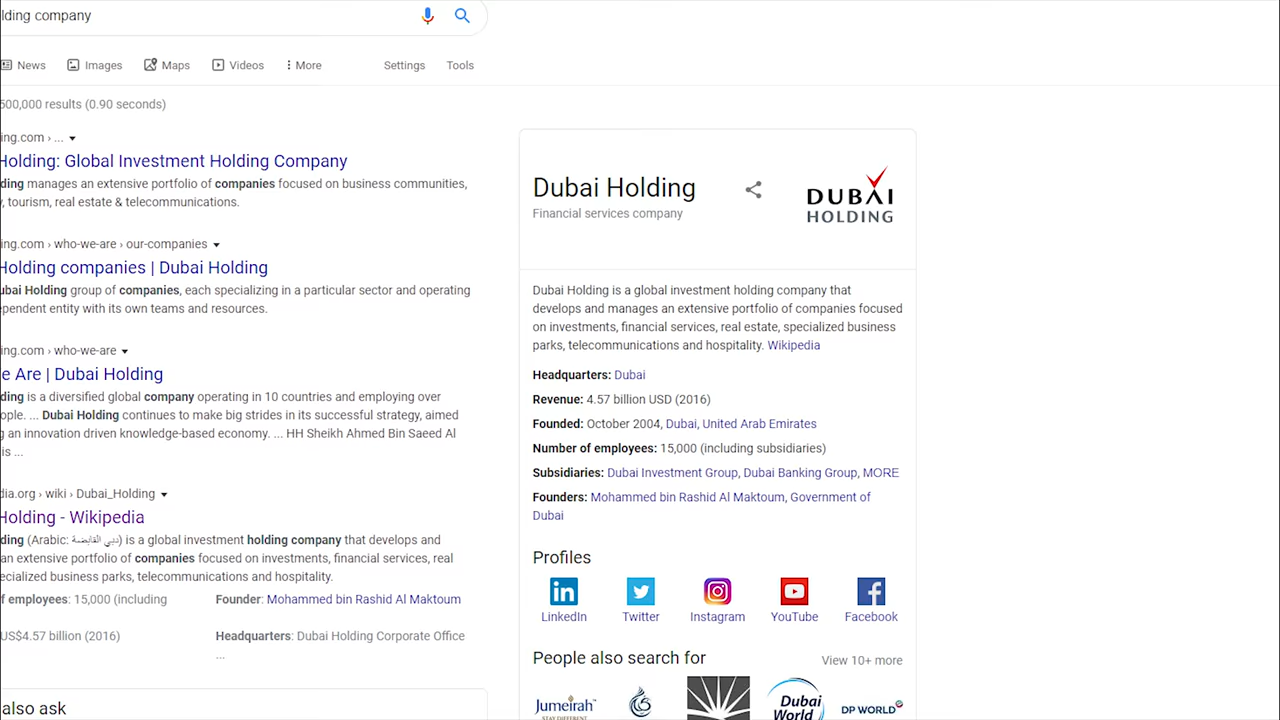 lding company
News Images Maps Videos More Settings Tools
500,000 results (0.90 seconds)
ing.com › ...
Holding: Global Investment Holding Company
ding manages an extensive portfolio of companies focused on business communities,
, tourism, real estate & telecommunications.
ing.com › who-we-are › our-companies
Holding companies | Dubai Holding
ubai Holding group of companies, each specializing in a particular sector and operating
ependent entity with its own teams and resources.
ing.com › who-we-are
e Are | Dubai Holding
ding is a diversified global company operating in 10 countries and employing over
ople. ... Dubai Holding continues to make big strides in its successful strategy, aimed
g an innovation driven knowledge-based economy. ... HH Sheikh Ahmed Bin Saeed Al
is ...
dia.org › wiki › Dubai_Holding
Holding - Wikipedia
ding (Arabic: دبي القابضة) is a global investment holding company that develops and
an extensive portfolio of companies focused on investments, financial services, real
ecialized business parks, telecommunications and hospitality.
f employees: 15,000 (including
Founder: Mohammed bin Rashid Al Maktoum
US$4.57 billion (2016)
Headquarters: Dubai Holding Corporate Office
...
also ask
Dubai Holding
Financial services company
DUBAI
HOLDING
Dubai Holding is a global investment holding company that
develops and manages an extensive portfolio of companies focused
on investments, financial services, real estate, specialized business
parks, telecommunications and hospitality. Wikipedia
Headquarters: Dubai
Revenue: 4.57 billion USD (2016)
Founded: October 2004, Dubai, United Arab Emirates
Number of employees: 15,000 (including subsidiaries)
Subsidiaries: Dubai Investment Group, Dubai Banking Group, MORE
Founders: Mohammed bin Rashid Al Maktoum, Government of
Dubai
Profiles
LinkedIn Twitter Instagram YouTube Facebook
People also search for
View 10+ more
Jumeirah
STAY DIFFERENT
Dubai
World
DP WORLD